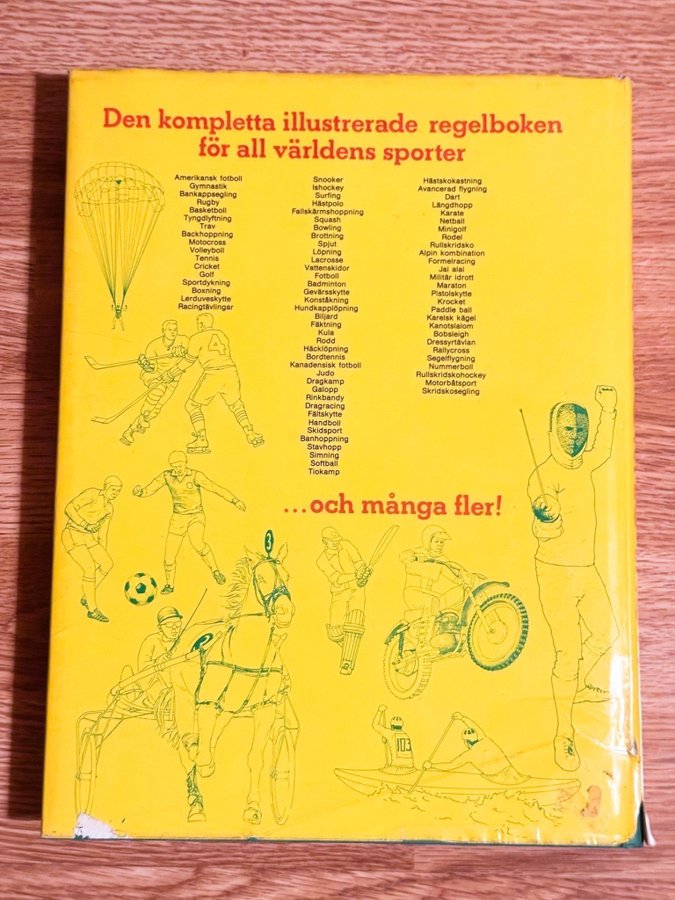 Den kompletta illustrerade regelboken
för all världens sporter
Amerikansk fotboll
Gymnastik
Bankappsegling
Rugby
Basketboll
Tyngdlyftning
Trav
Backhoppning
Motocross
Volleyboll
Tennis
Cricket
Golf
Sportdykning
Boxning
Lerduveskytte
Racingtävlingar
Snooker
Ishockey
Surfing
Hästpolo
Fallskärmshoppning
Squash
Bowling
Brottning
Spjut
Löpning
Lacrosse
Vattenskidor
Fotboll
Badminton
Gevärsskytte
Konståkning
Hundkapplöpning
Biljard
Fäktning
Kula
Rodd
Häcklöpning
Bordtennis
Kanadensisk fotboll
Judo
Dragkamp
Galopp
Rinkbandy
Dragracing
Fältskytte
Handboll
Skidsport
Banhoppning
Stavhopp
Simning
Softball
Tiokamp
Hästskokastning
Avancerad flygning
Dart
Längdhopp
Karate
Netball
Minigolf
Rodel
Rullskridsko
Alpin kombination
Formelracing
Jai alai
Militär idrott
Maraton
Pistolskytte
Krocket
Paddle ball
Karelsk kägel
Kanotslalom
Bobsleigh
Dressyrtävlan
Rallycross
Segelflygning
Nummerboll
Rullskridskohockey
Motorbåtsport
Skridskosegling
...och många fler!
4
3
103